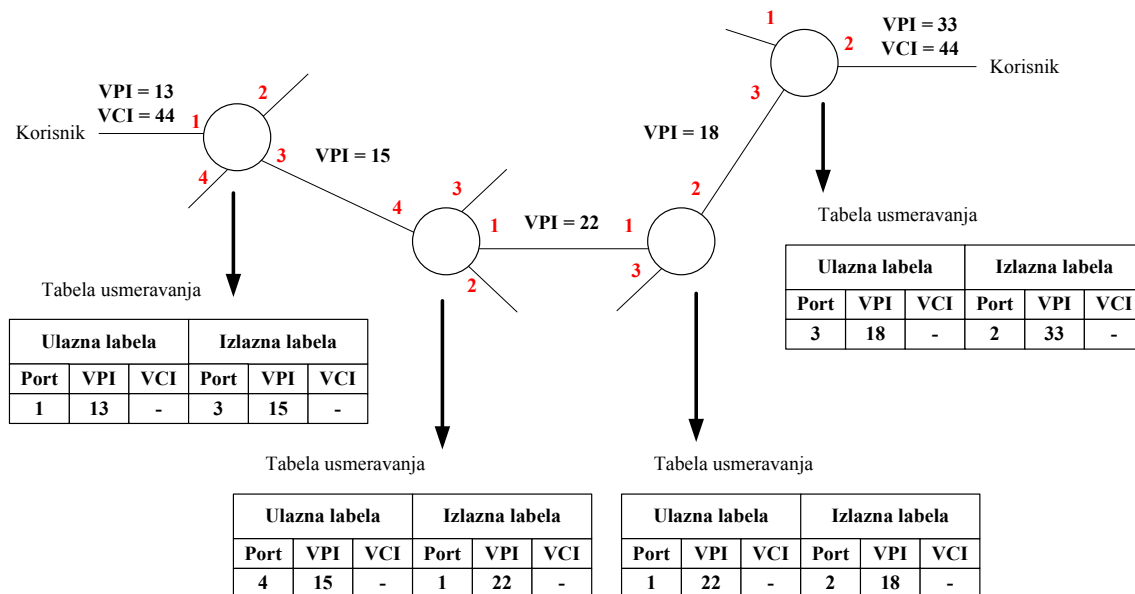 1
VPI = 33
VCI = 44
2
Korisnik
3
VPI = 13
VCI = 44
2
Korisnik
1
3
4
VPI = 15
VPI = 18
4
3
1
2
VPI = 22
1
2
3
Tabela usmeravanja
Ulazna labela Izlazna labela
Port VPI VCI Port VPI VCI
3 18 - 2 33 -
Tabela usmeravanja
Ulazna labela Izlazna labela
Port VPI VCI Port VPI VCI
1 13 - 3 15 -
Tabela usmeravanja
Ulazna labela Izlazna labela
Port VPI VCI Port VPI VCI
4 15 - 1 22 -
Tabela usmeravanja
Ulazna labela Izlazna labela
Port VPI VCI Port VPI VCI
1 22 - 2 18 -